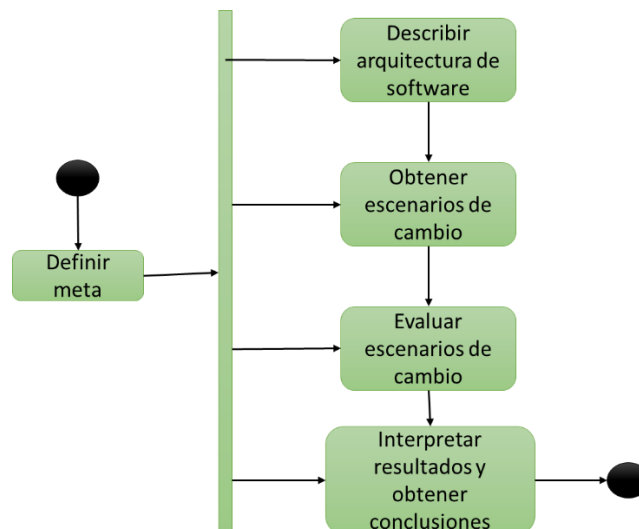 Describir
arquitectura de
software
Obtener
escenarios de
cambio
Definir
meta
Evaluar
escenarios de
cambio
Interpretar
resultados y
obtener
conclusiones